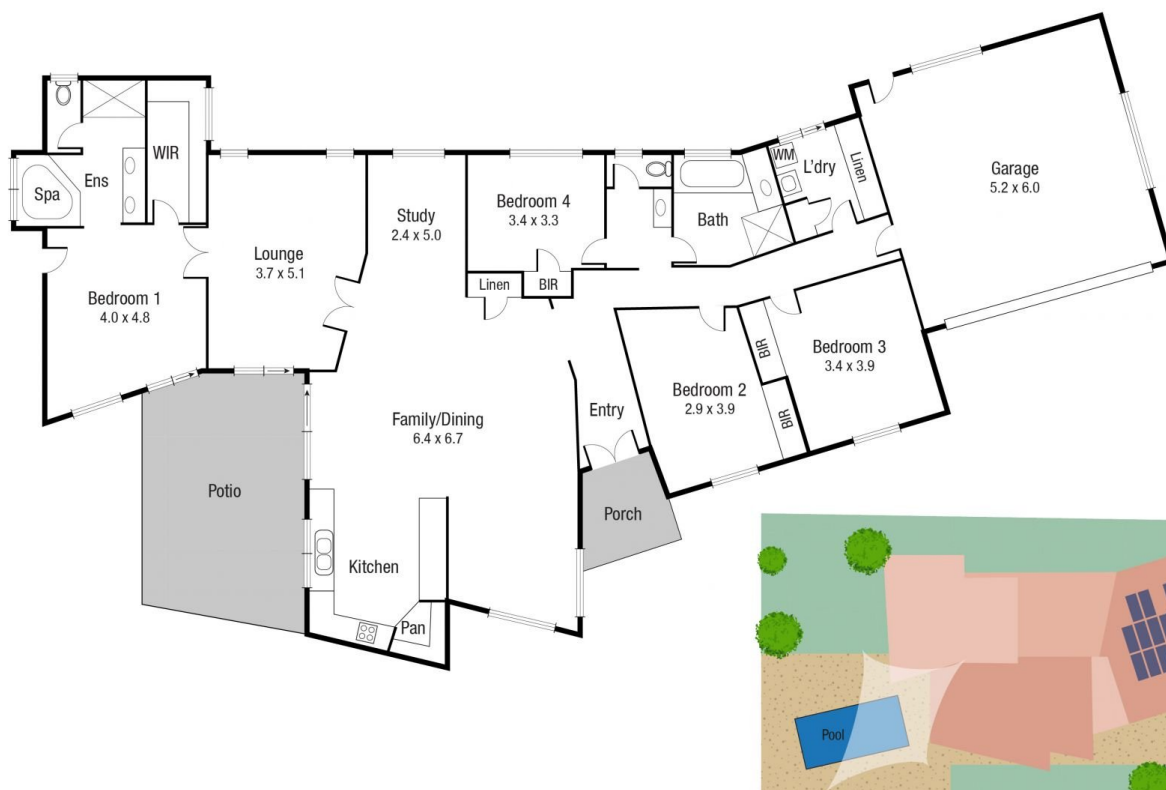 Spa
Ens
WIR
Bedroom 1
4.0 x 4.8
Lounge
3.7 x 5.1
Study
2.4 x 5.0
Bedroom 4
3.4 x 3.3
Linen
BIR
Bath
WM
L'dry
Linen
Garage
5.2 x 6.0
Bedroom 2
2.9 x 3.9
BIR
BIR
Bedroom 3
3.4 x 3.9
Entry
Porch
Family/Dining
6.4 x 6.7
Potio
Kitchen
Pan
Pool